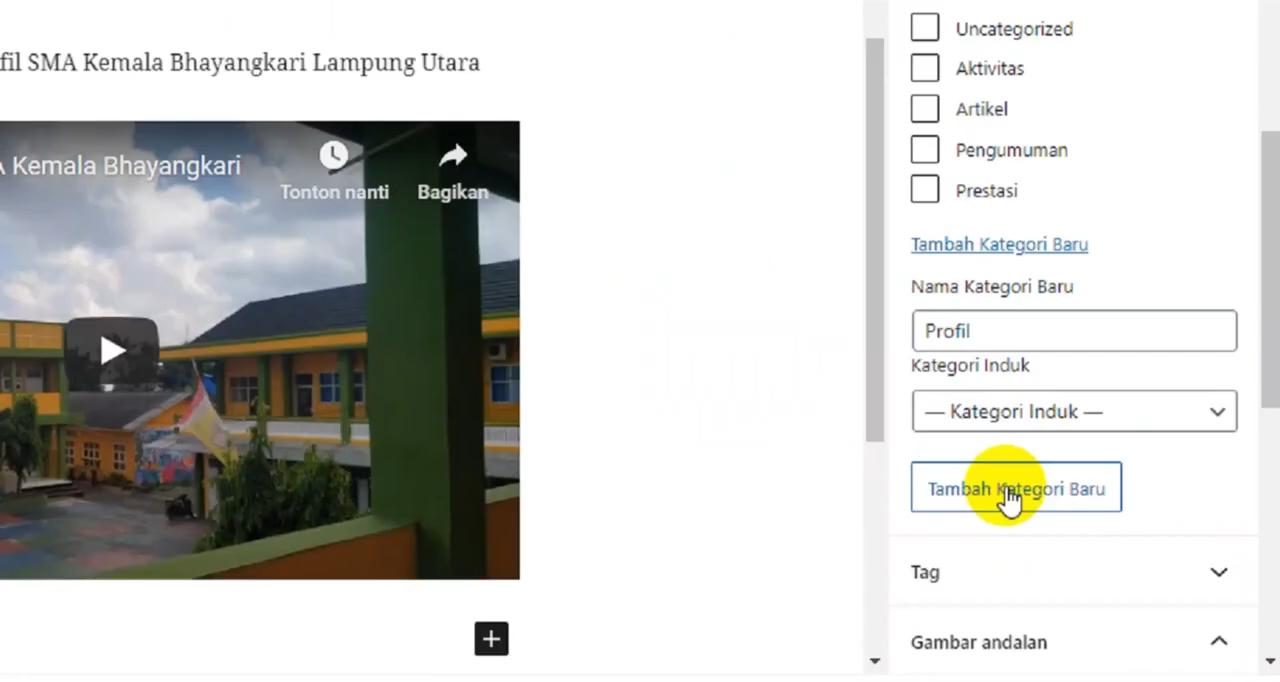 fil SMA Kemala Bhayangkari Lampung Utara
A Kemala Bhayangkari
Tonton nanti
Bagikan
Uncategorized
Aktivitas
Artikel
Pengumuman
Prestasi
Tambah Kategori Baru
Nama Kategori Baru
Profil
Kategori Induk
— Kategori Induk —
Tambah Kategori Baru
Tag
Gambar andalan